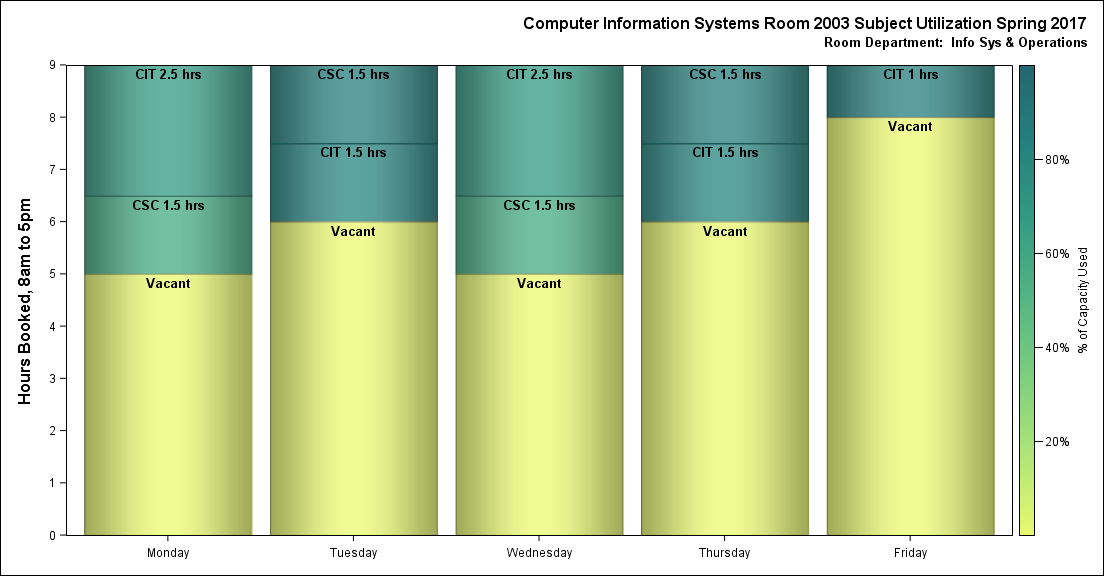 Computer Information Systems Room 2003 Subject Utilization Spring 2017
Room Department: Info Sys & Operations
Hours Booked, 8am to 5pm
9
8
7
6
5
4
3
2
1
0
CIT 2.5 hrs
CSC 1.5 hrs
Vacant
CSC 1.5 hrs
CIT 1.5 hrs
Vacant
CIT 2.5 hrs
CSC 1.5 hrs
Vacant
CSC 1.5 hrs
CIT 1.5 hrs
Vacant
CIT 1 hrs
Vacant
Monday
Tuesday
Wednesday
Thursday
Friday
80%
60%
40%
20%
% of Capacity Used